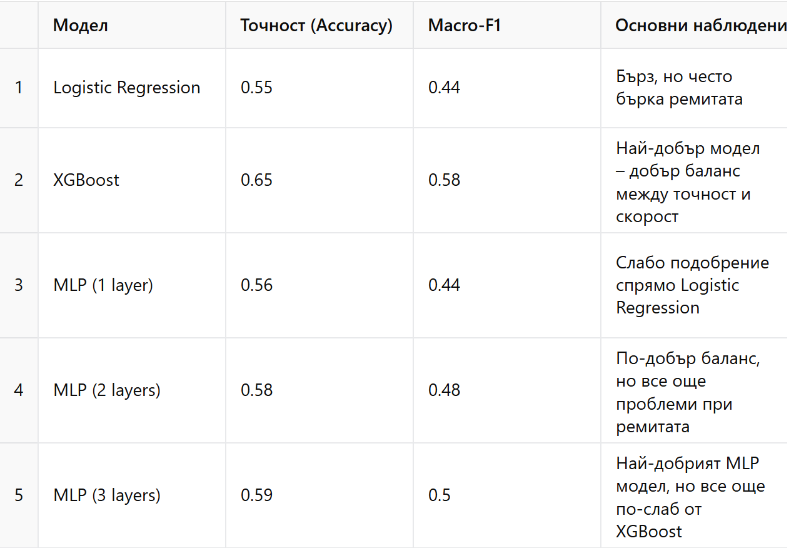 Модел Точност (Accuracy) Macro-F1 Основни наблюдени
1 Logistic Regression 0.55 0.44 Бърз, но често
бърка ремитата
2 XGBoost 0.65 0.58 Най-добър модел
– добър баланс
между точност и
скорост
3 MLP (1 layer) 0.56 0.44 Слабо подобрение
спрямо Logistic
Regression
4 MLP (2 layers) 0.58 0.48 По-добър баланс,
но все още
проблеми при
ремитата
5 MLP (3 layers) 0.59 0.5 Най-добрият MLP
модел, но все още
по-слаб от
XGBoost